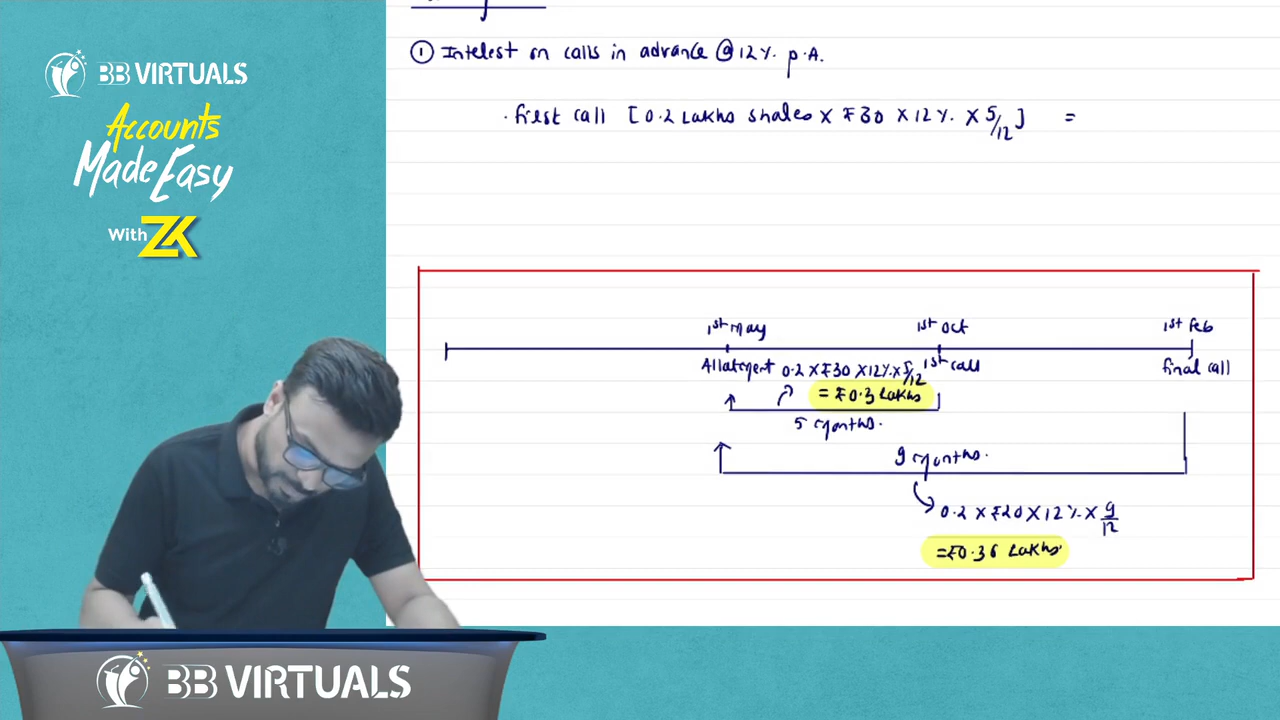 BB VIRTUALS
Accounts
Made Easy
With ZK
① Interest on calls in advance @ 12% p.A.
· first call [0.2 Lakhs shares × ₹30 × 12% × 5/12] =
1st May 1st Oct 1st Feb
Allotment 0.2 × ₹30 × 12% × 5/12 1st call final call
= ₹0.3 Lakhs
5 months.
9 months.
0.2 × ₹20 × 12% × 9/12
= ₹0.36 Lakhs.
BB VIRTUALS